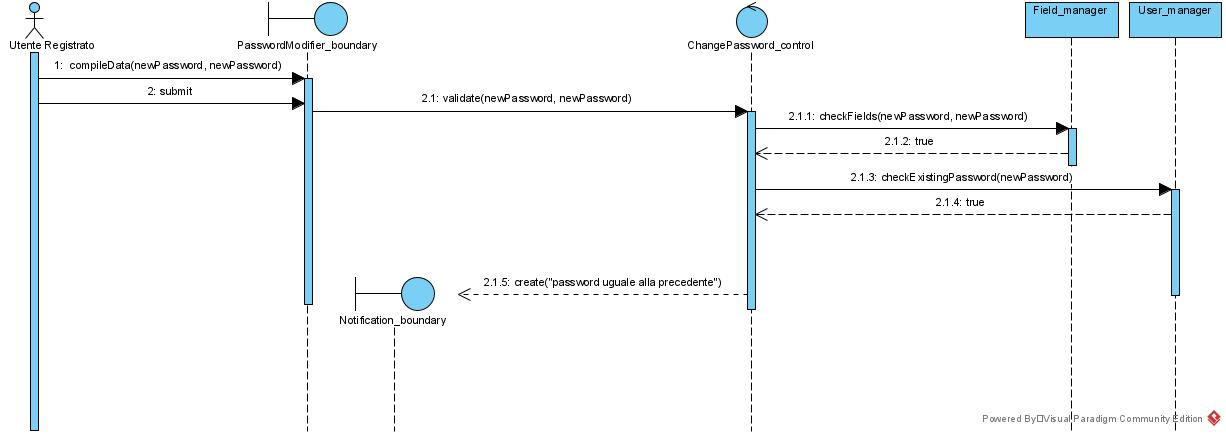 Field_manager
User_manager
Utente Registrato
PasswordModifier_boundary
ChangePassword_control
1: compileData(newPassword, newPassword)
2: submit
2.1: validate(newPassword, newPassword)
2.1.1: checkFields(newPassword, newPassword)
2.1.2: true
2.1.3: checkExistingPassword(newPassword)
2.1.4: true
2.1.5: create("password uguale alla precedente")
Notification_boundary
Powered By Visual Paradigm Community Edition